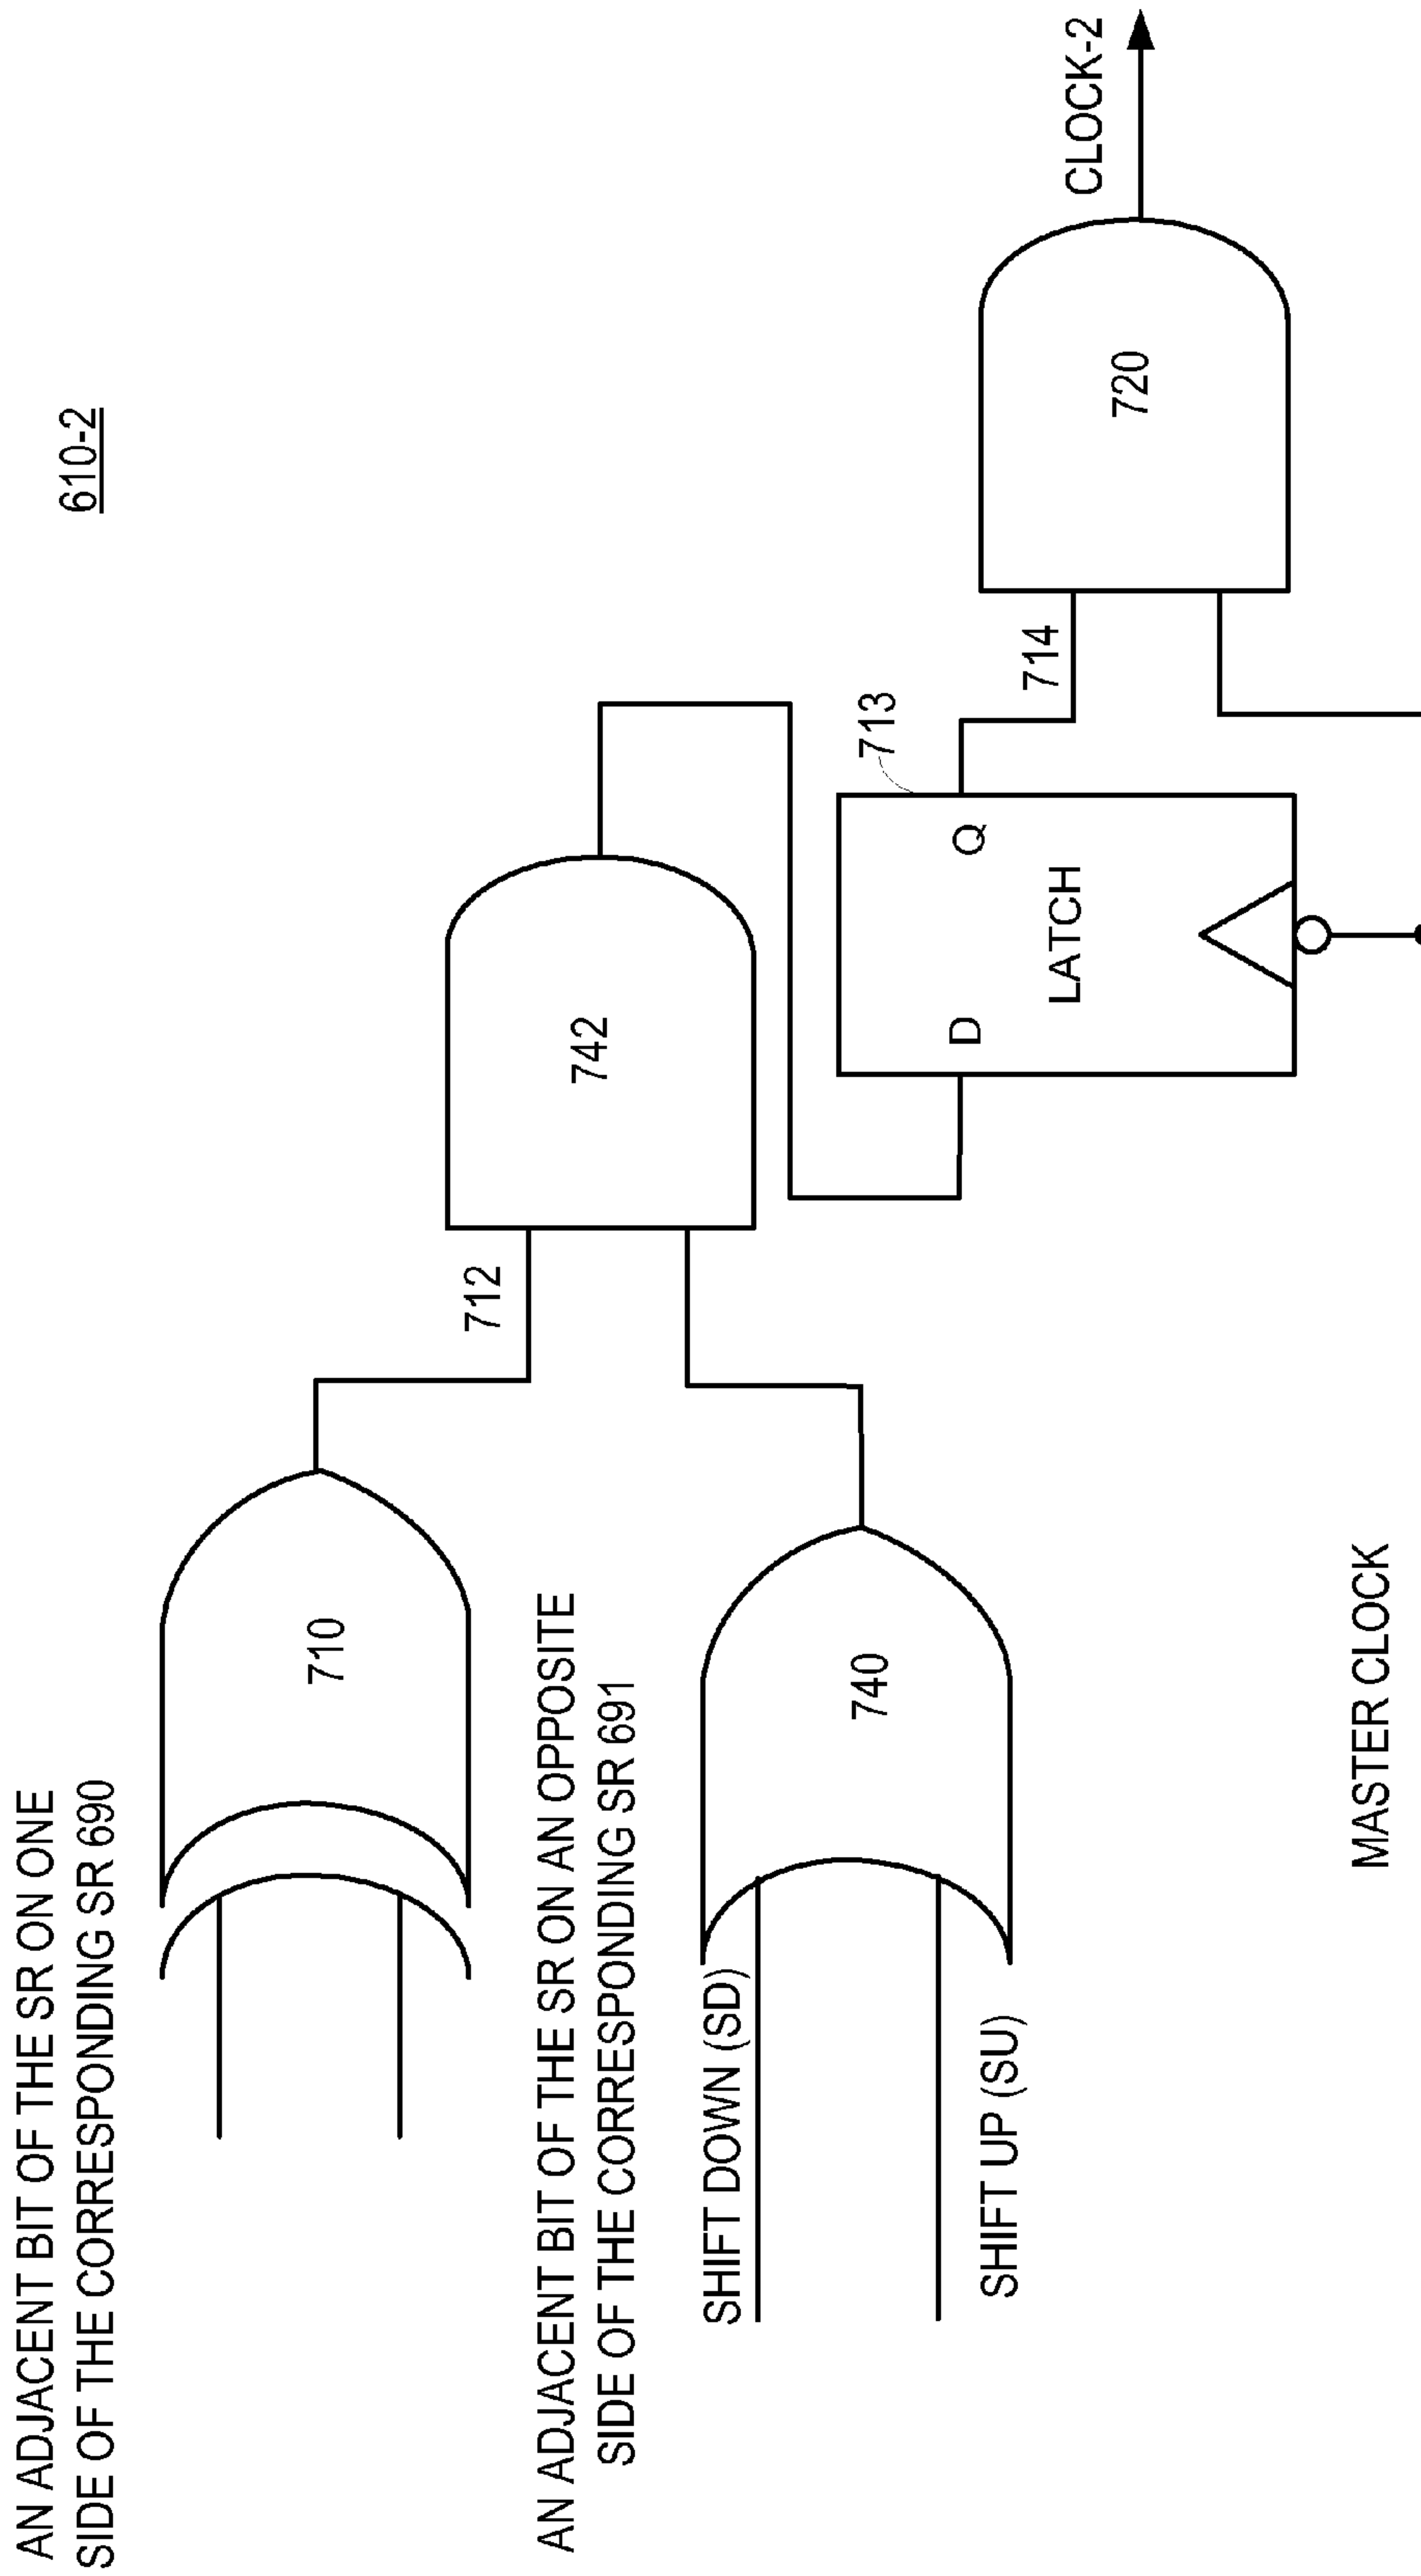 610-2
AN ADJACENT BIT OF THE SR ON ONE
SIDE OF THE CORRESPONDING SR 690
710
712
742
AN ADJACENT BIT OF THE SR ON AN OPPOSITE
SIDE OF THE CORRESPONDING SR 691
SHIFT DOWN (SD)
740
SHIFT UP (SU)
713
D
Q
LATCH
714
720
CLOCK-2
MASTER CLOCK